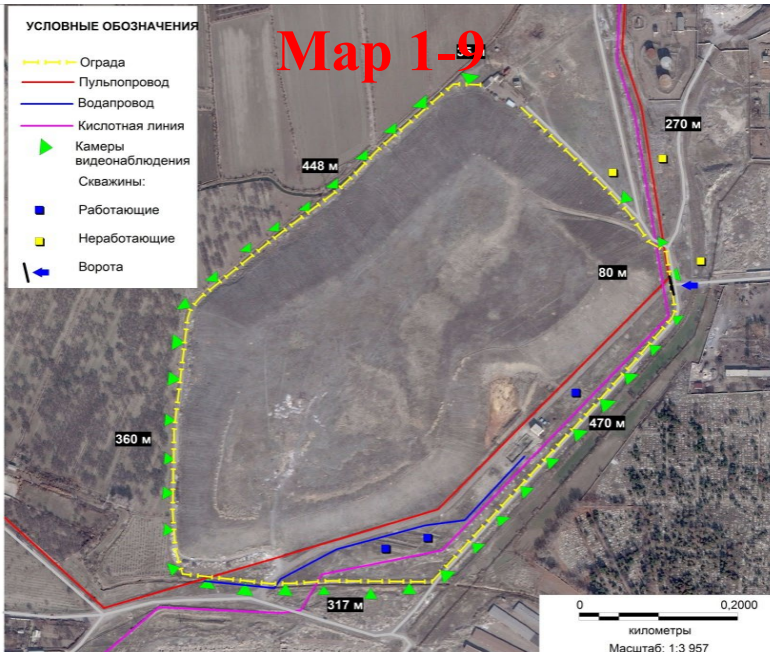 УСЛОВНЫЕ ОБОЗНАЧЕНИЯ
Map 1-9
Ограда
Пульпопровод
Водапровод
Кислотная линия
Камеры
видеонаблюдения
Скважины:
Работающие
Неработающие
Ворота
270 м
448 м
80 м
360 м
470 м
317 м
0 0,2000
километры
Масштаб: 1:3 957